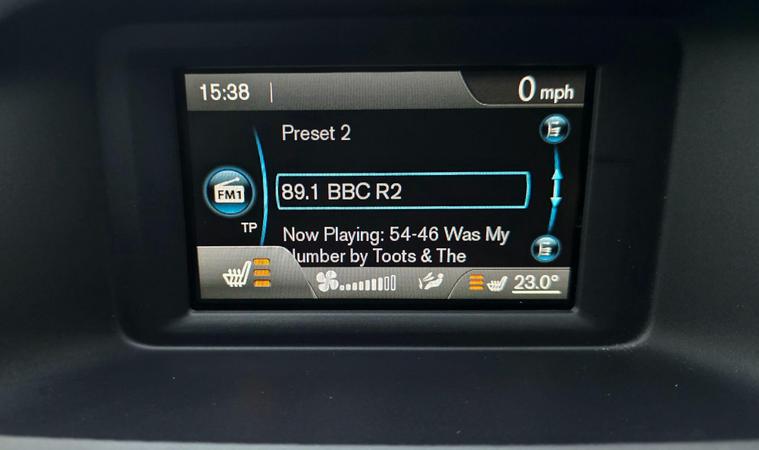 15:38
0 mph
Preset 2
FM1
89.1 BBC R2
TP
Now Playing: 54-46 Was My
Number by Toots & The
23.0°